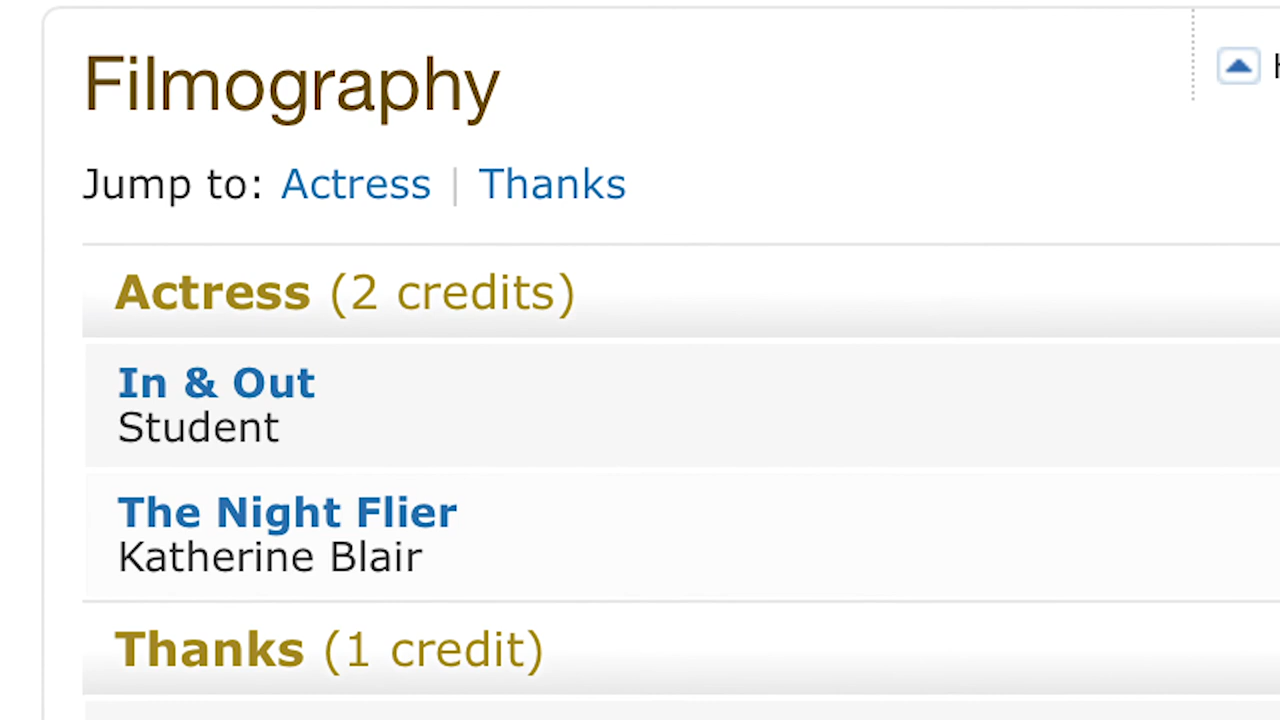 Filmography
Jump to: Actress | Thanks
Actress (2 credits)
In & Out
Student
The Night Flier
Katherine Blair
Thanks (1 credit)